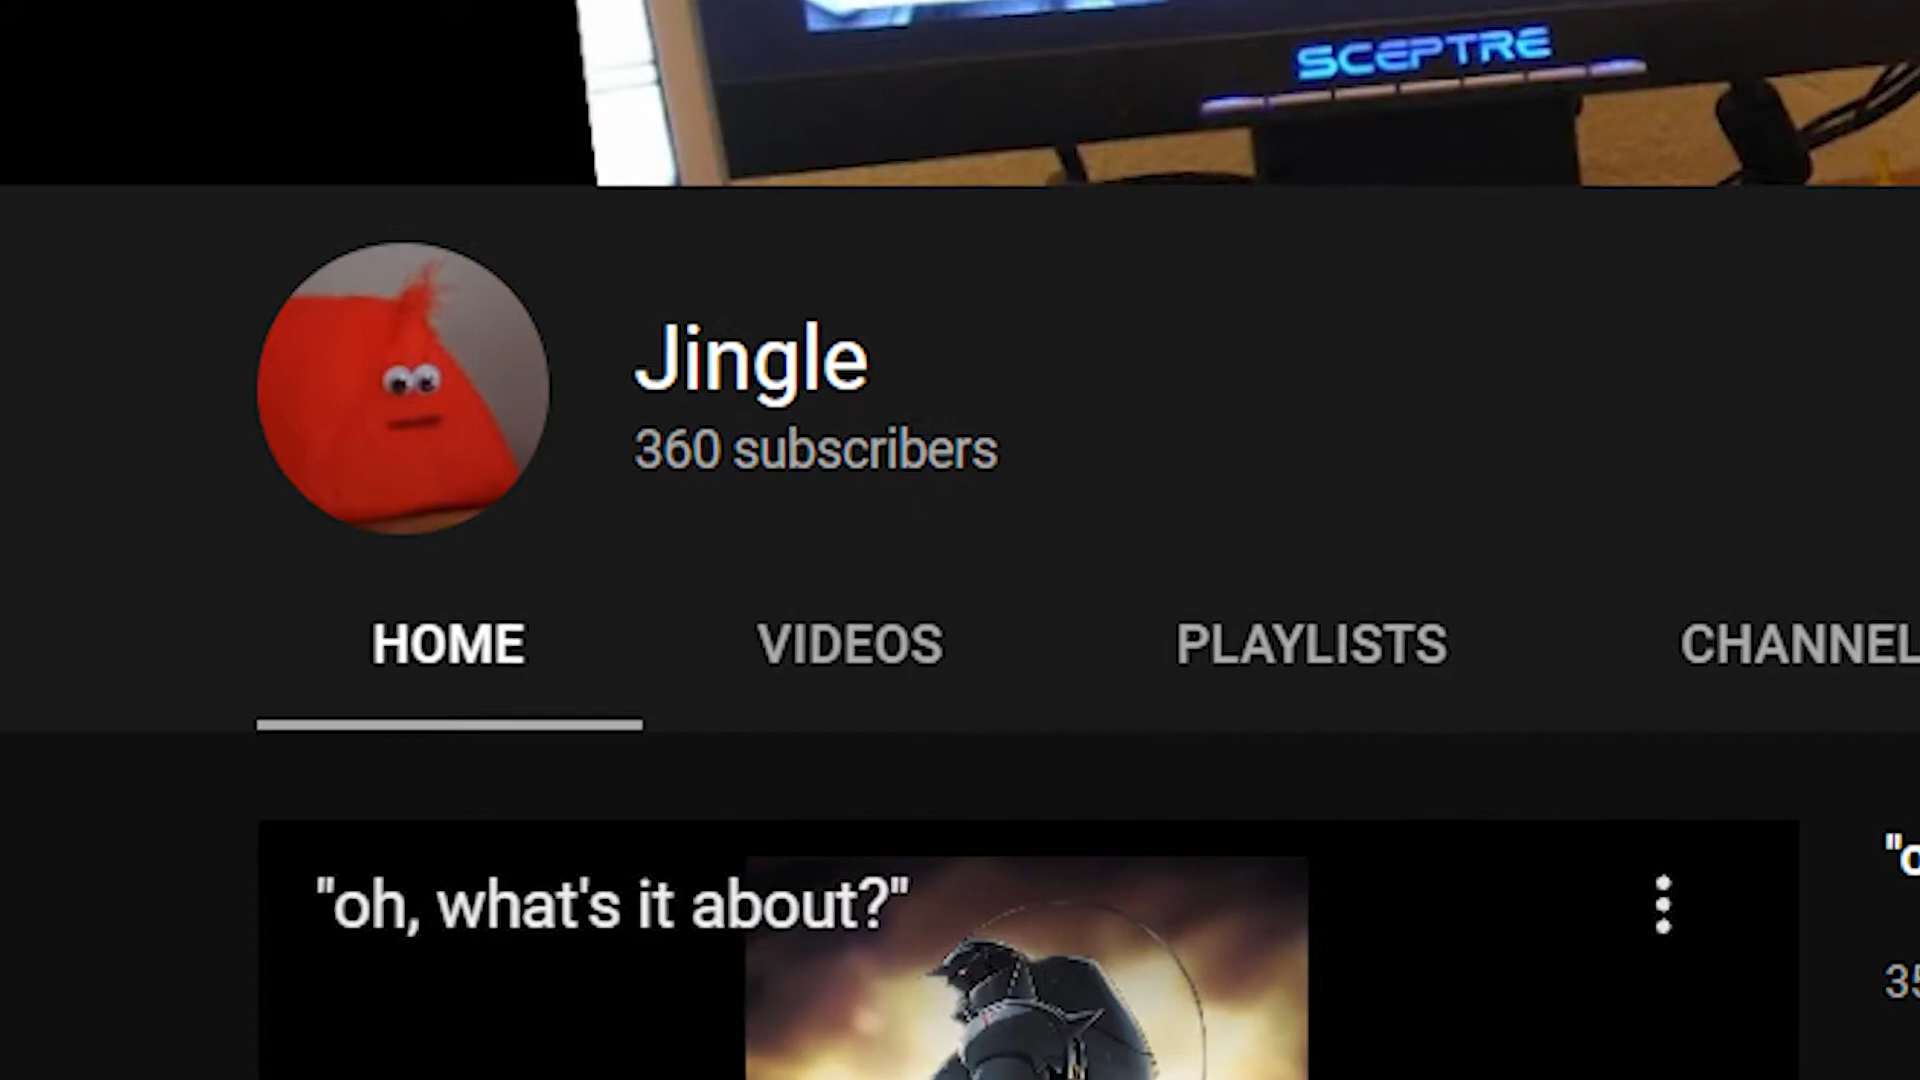 SCEPTRE
Jingle
360 subscribers
HOME VIDEOS PLAYLISTS CHANNEL
"oh, what's it about?"